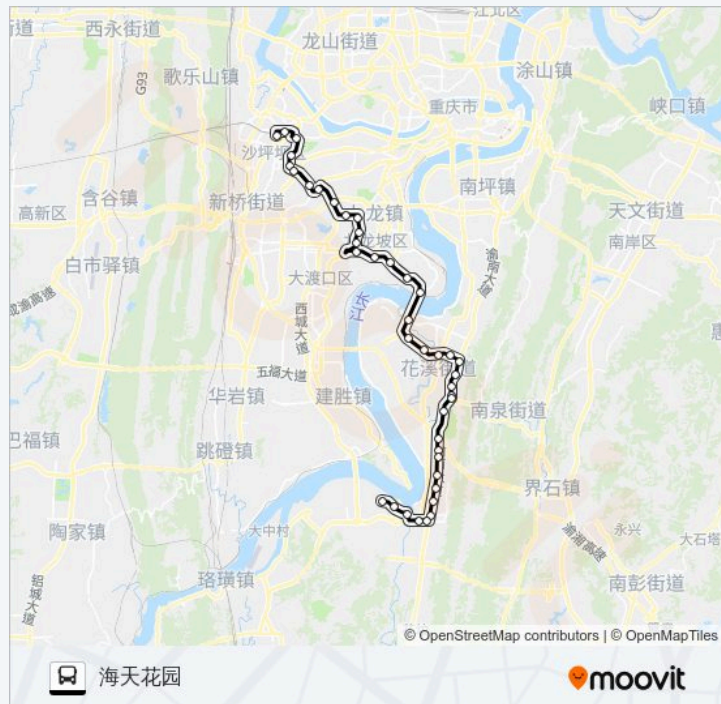 江北区
西永街道
龙山街道
G93
歌乐山镇
涂山镇
重庆市
峡口镇
沙坪坝区
南坪镇
含谷镇
新桥街道
高新区
九龙镇
天文街道
九龙坡区
南岸区
白市驿镇
渝南大道
大渡口区
成渝高速
长江
西城大道
五福大道
花溪街道
华岩镇
建胜镇
南泉街道
巴福镇
跳磴镇
界石镇
陶家镇
大中村
永兴
大石塔
渝湘高速
珞璜镇
铝城大道
南彭街道
© OpenStreetMap contributors | © OpenMapTiles
海天花园
moovit